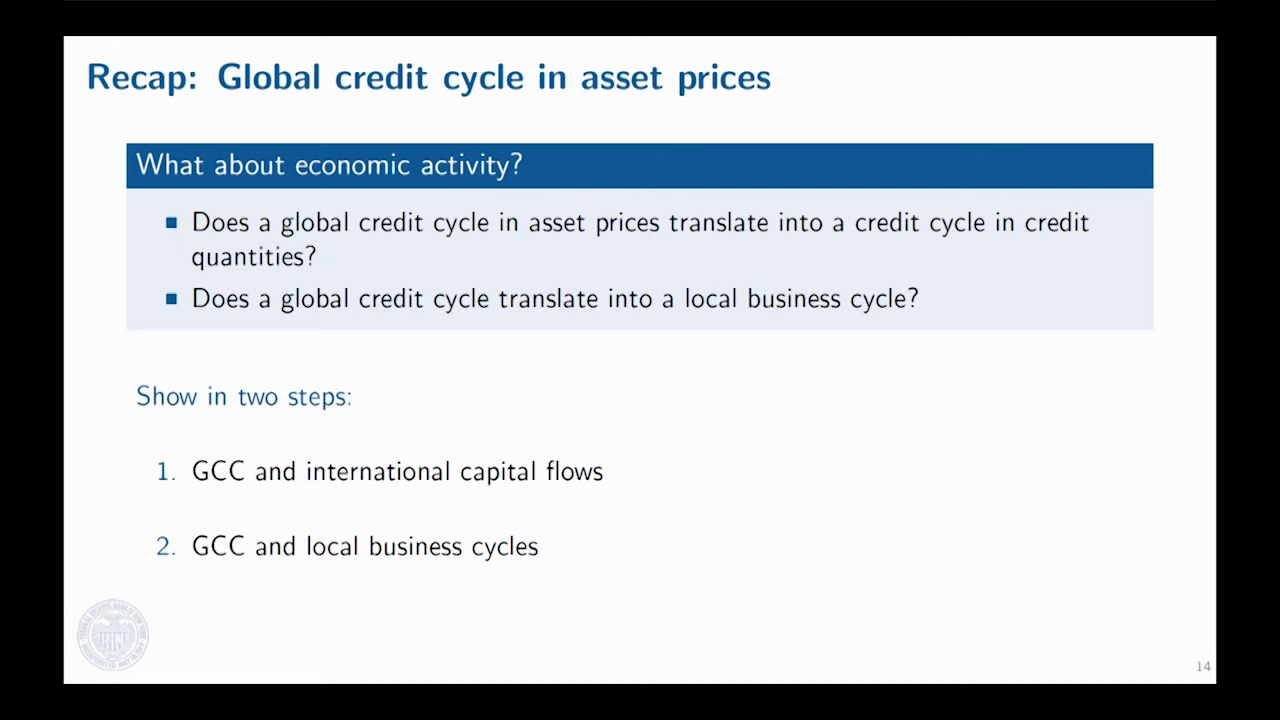 Recap: Global credit cycle in asset prices
What about economic activity?
■ Does a global credit cycle in asset prices translate into a credit cycle in credit
quantities?
■ Does a global credit cycle translate into a local business cycle?
Show in two steps:
1. GCC and international capital flows
2. GCC and local business cycles
14